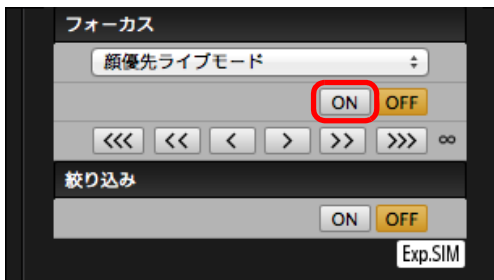 フォーカス
顔優先ライブモード
ON OFF
<<< << < > >> >>> ∞
絞り込み
ON OFF
Exp.SIM